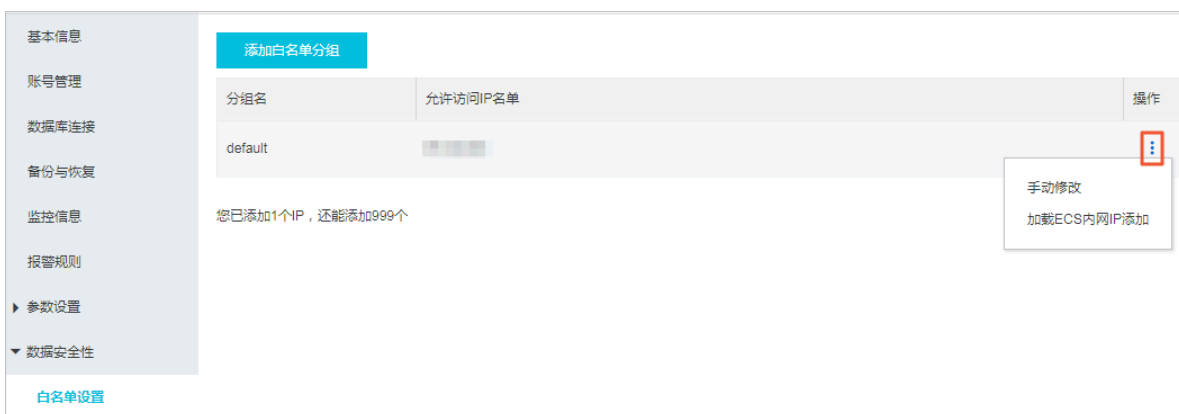 基本信息
账号管理
数据库连接
备份与恢复
监控信息
报警规则
参数设置
数据安全性
白名单设置
添加白名单分组
分组名 允许访问IP名单 操作
default
手动修改
加载ECS内网IP添加
您已添加1个IP，还能添加999个